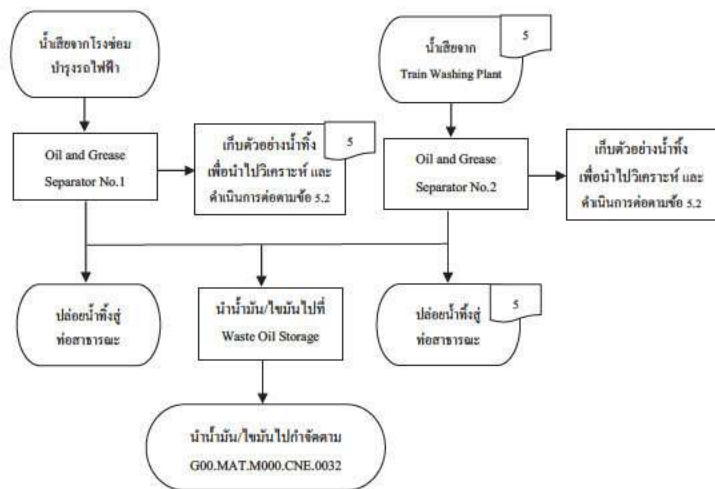 น้ำเสียจากโรงซ่อม
บำรุงรถไฟฟ้า
5
น้ำเสียจาก
Train Washing Plant
Oil and Grease
Separator No.1
5
เก็บตัวอย่างน้ำทิ้ง
เพื่อนำไปวิเคราะห์ และ
ดำเนินการต่อตามข้อ 5.2
Oil and Grease
Separator No.2
เก็บตัวอย่างน้ำทิ้ง
เพื่อนำไปวิเคราะห์ และ
ดำเนินการต่อตามข้อ 5.2
ปล่อยน้ำทิ้งสู่
ท่อสาธารณะ
นำน้ำมัน/ไขมันไปที่
Waste Oil Storage
5
ปล่อยน้ำทิ้งสู่
ท่อสาธารณะ
นำน้ำมัน/ไขมันไปกำจัดตาม
G00.MAT.M000.CNE.0032